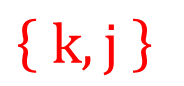 { k, j }